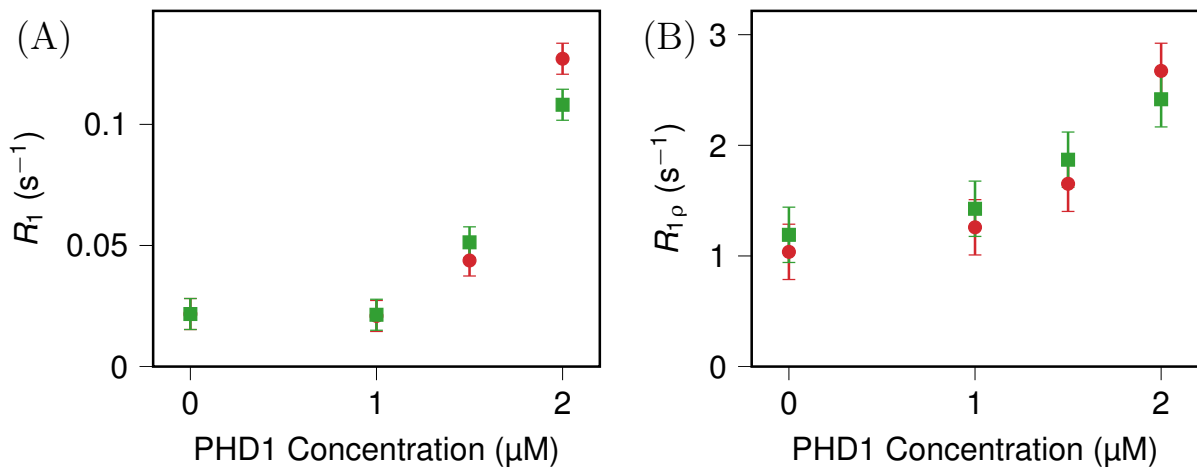 (A)
R₁ (s⁻¹)
0.1
0.05
0
0 1 2
PHD1 Concentration (µM)
(B)
R₁ρ (s⁻¹)
3
2
1
0
0 1 2
PHD1 Concentration (µM)